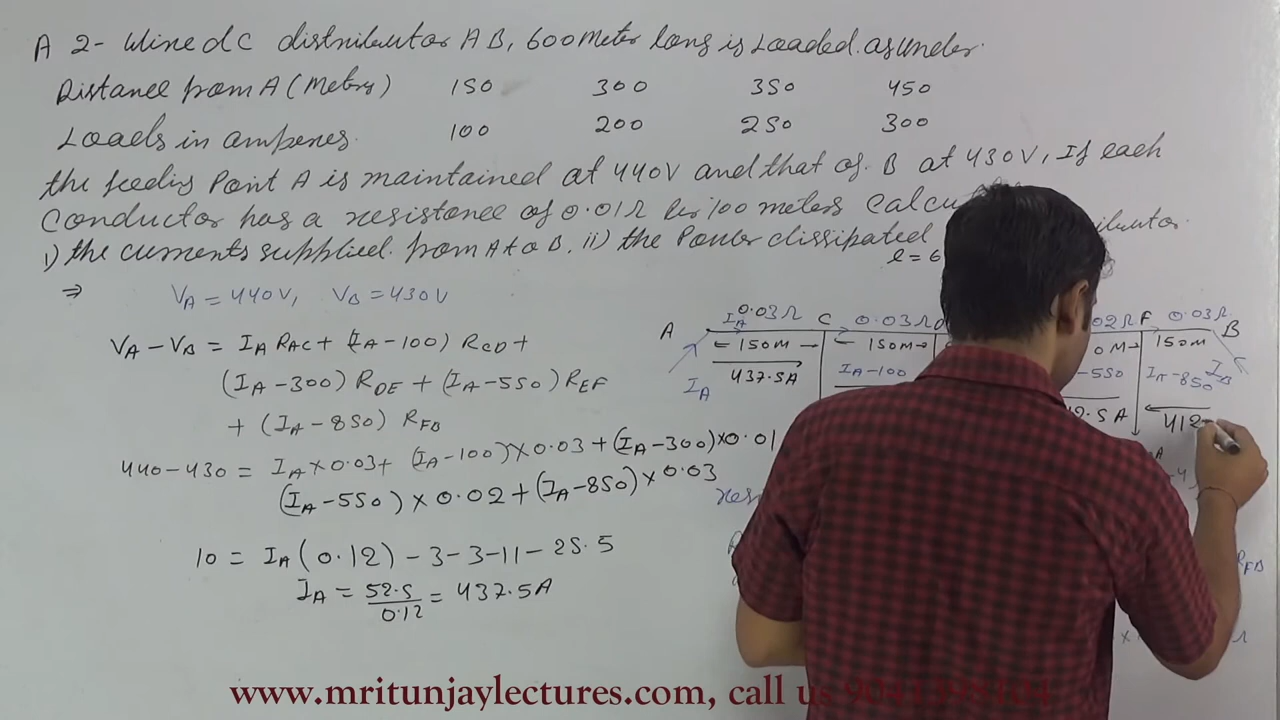 A 2-Wire dc distributor AB, 600 meter long is loaded as under.
Distance from A (Meters) 150 300 350 450
Loads in amperes. 100 200 250 300
the feeding Point A is maintained at 440V and that of B at 430V, If each
conductor has a resistance of 0.01Ω per 100 meters Calcu
i) the currents supplied from A to B. ii) the Power dissipated
l = 6
⇒ VA = 440V, VB = 430V
VA - VB = IA RAC + (IA-100) RCD +
(IA-300) RDE + (IA-550) REF
+ (IA-850) RFB
440-430 = IA×0.03+ (IA-100)×0.03+(IA-300)×0.01
(IA-550)×0.02+(IA-850)×0.03
10 = IA(0.12) -3-3-11-25.5
IA = 52.5/0.12 = 437.5A
IA 0.03Ω 0.03Ω 0.02Ω 0.03Ω
A C F B
150M 150M 150M
437.5A IA-100 IA-850
IA IB
412
RFB
www.mritunjaylectures.com, call us